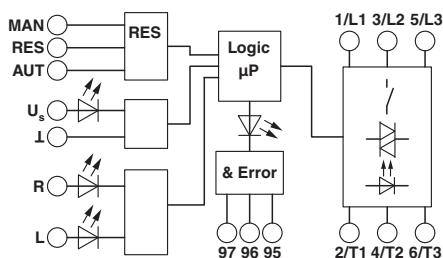 MAN
RES
AUT
RES
Logic
µP
1/L1 3/L2 5/L3
Us
⊥
R
L
& Error
97 96 95
2/T1 4/T2 6/T3